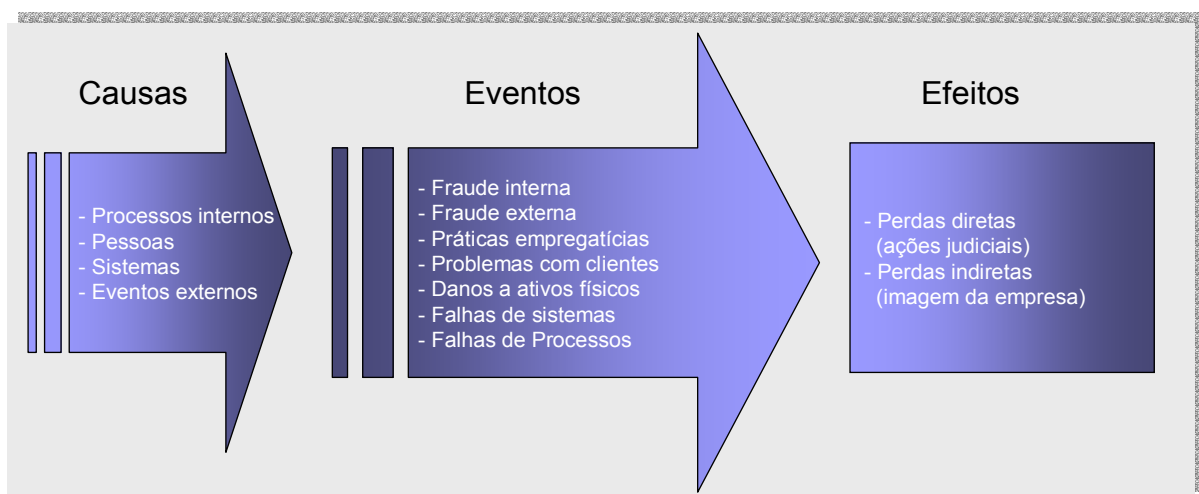 Causas
- Processos internos
- Pessoas
- Sistemas
- Eventos externos
Eventos
- Fraude interna
- Fraude externa
- Práticas empregatícias
- Problemas com clientes
- Danos a ativos físicos
- Falhas de sistemas
- Falhas de Processos
Efeitos
- Perdas diretas
(ações judiciais)
- Perdas indiretas
(imagem da empresa)